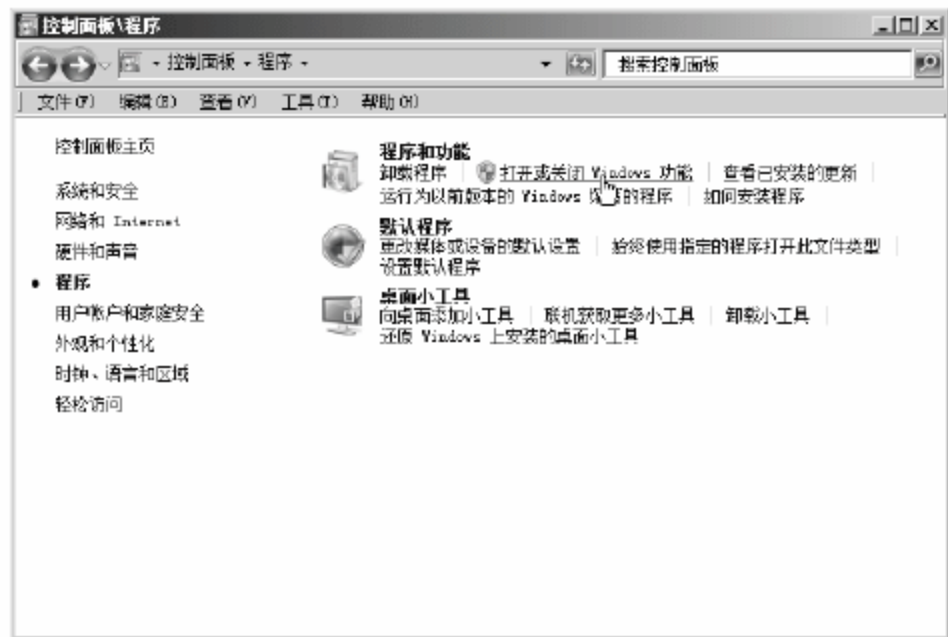 控制面板\程序
控制面板 程序 搜索控制面板
文件(F) 编辑(E) 查看(V) 工具(T) 帮助(H)
控制面板主页
系统和安全
网络和 Internet
硬件和声音
程序
用户帐户和家庭安全
外观和个性化
时钟、语言和区域
轻松访问
程序和功能
卸载程序 打开或关闭 Windows 功能 查看已安装的更新
运行为以前版本的 Windows 的程序 如何安装程序
默认程序
更改媒体或设备的默认设置 始终使用指定的程序打开此文件类型
设置默认程序
桌面小工具
向桌面添加小工具 联机获取更多小工具 卸载小工具
还原 Windows 上安装的桌面小工具